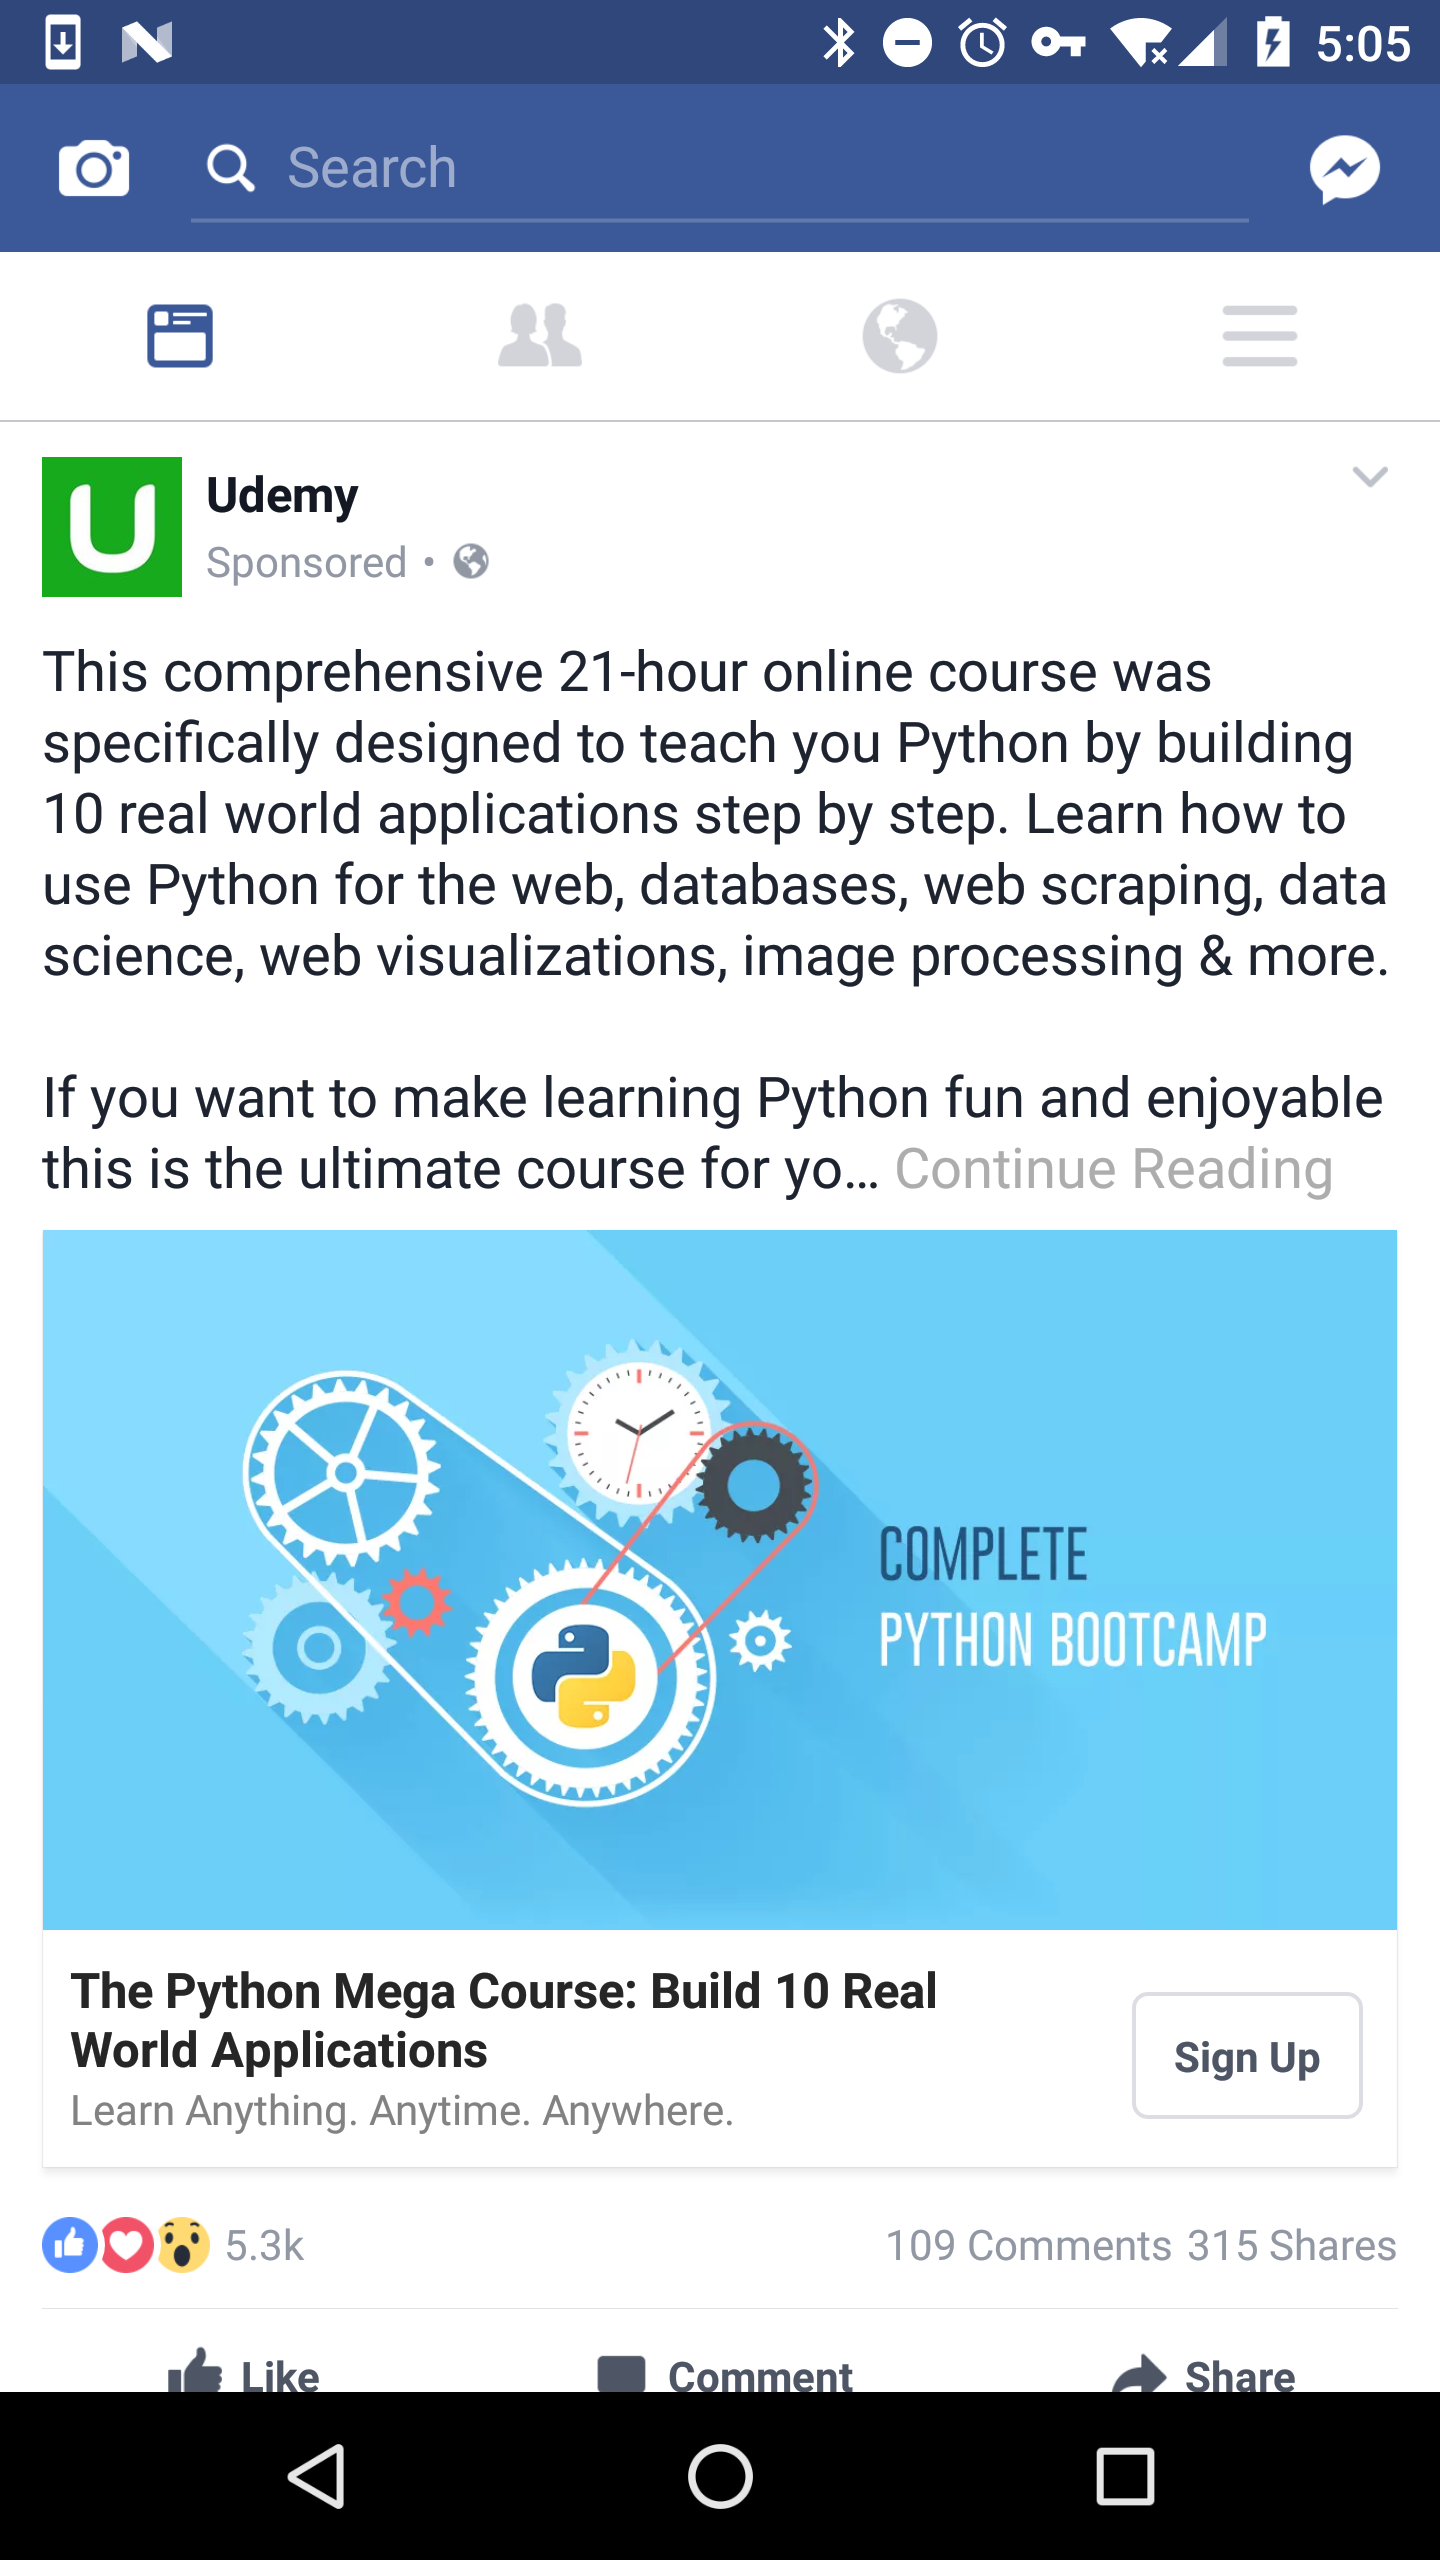 5:05
Search
Udemy
Sponsored •
This comprehensive 21-hour online course was
specifically designed to teach you Python by building
10 real world applications step by step. Learn how to
use Python for the web, databases, web scraping, data
science, web visualizations, image processing & more.
If you want to make learning Python fun and enjoyable
this is the ultimate course for yo... Continue Reading
COMPLETE
PYTHON BOOTCAMP
The Python Mega Course: Build 10 Real
World Applications
Learn Anything. Anytime. Anywhere.
Sign Up
5.3k 109 Comments 315 Shares
Like Comment Share